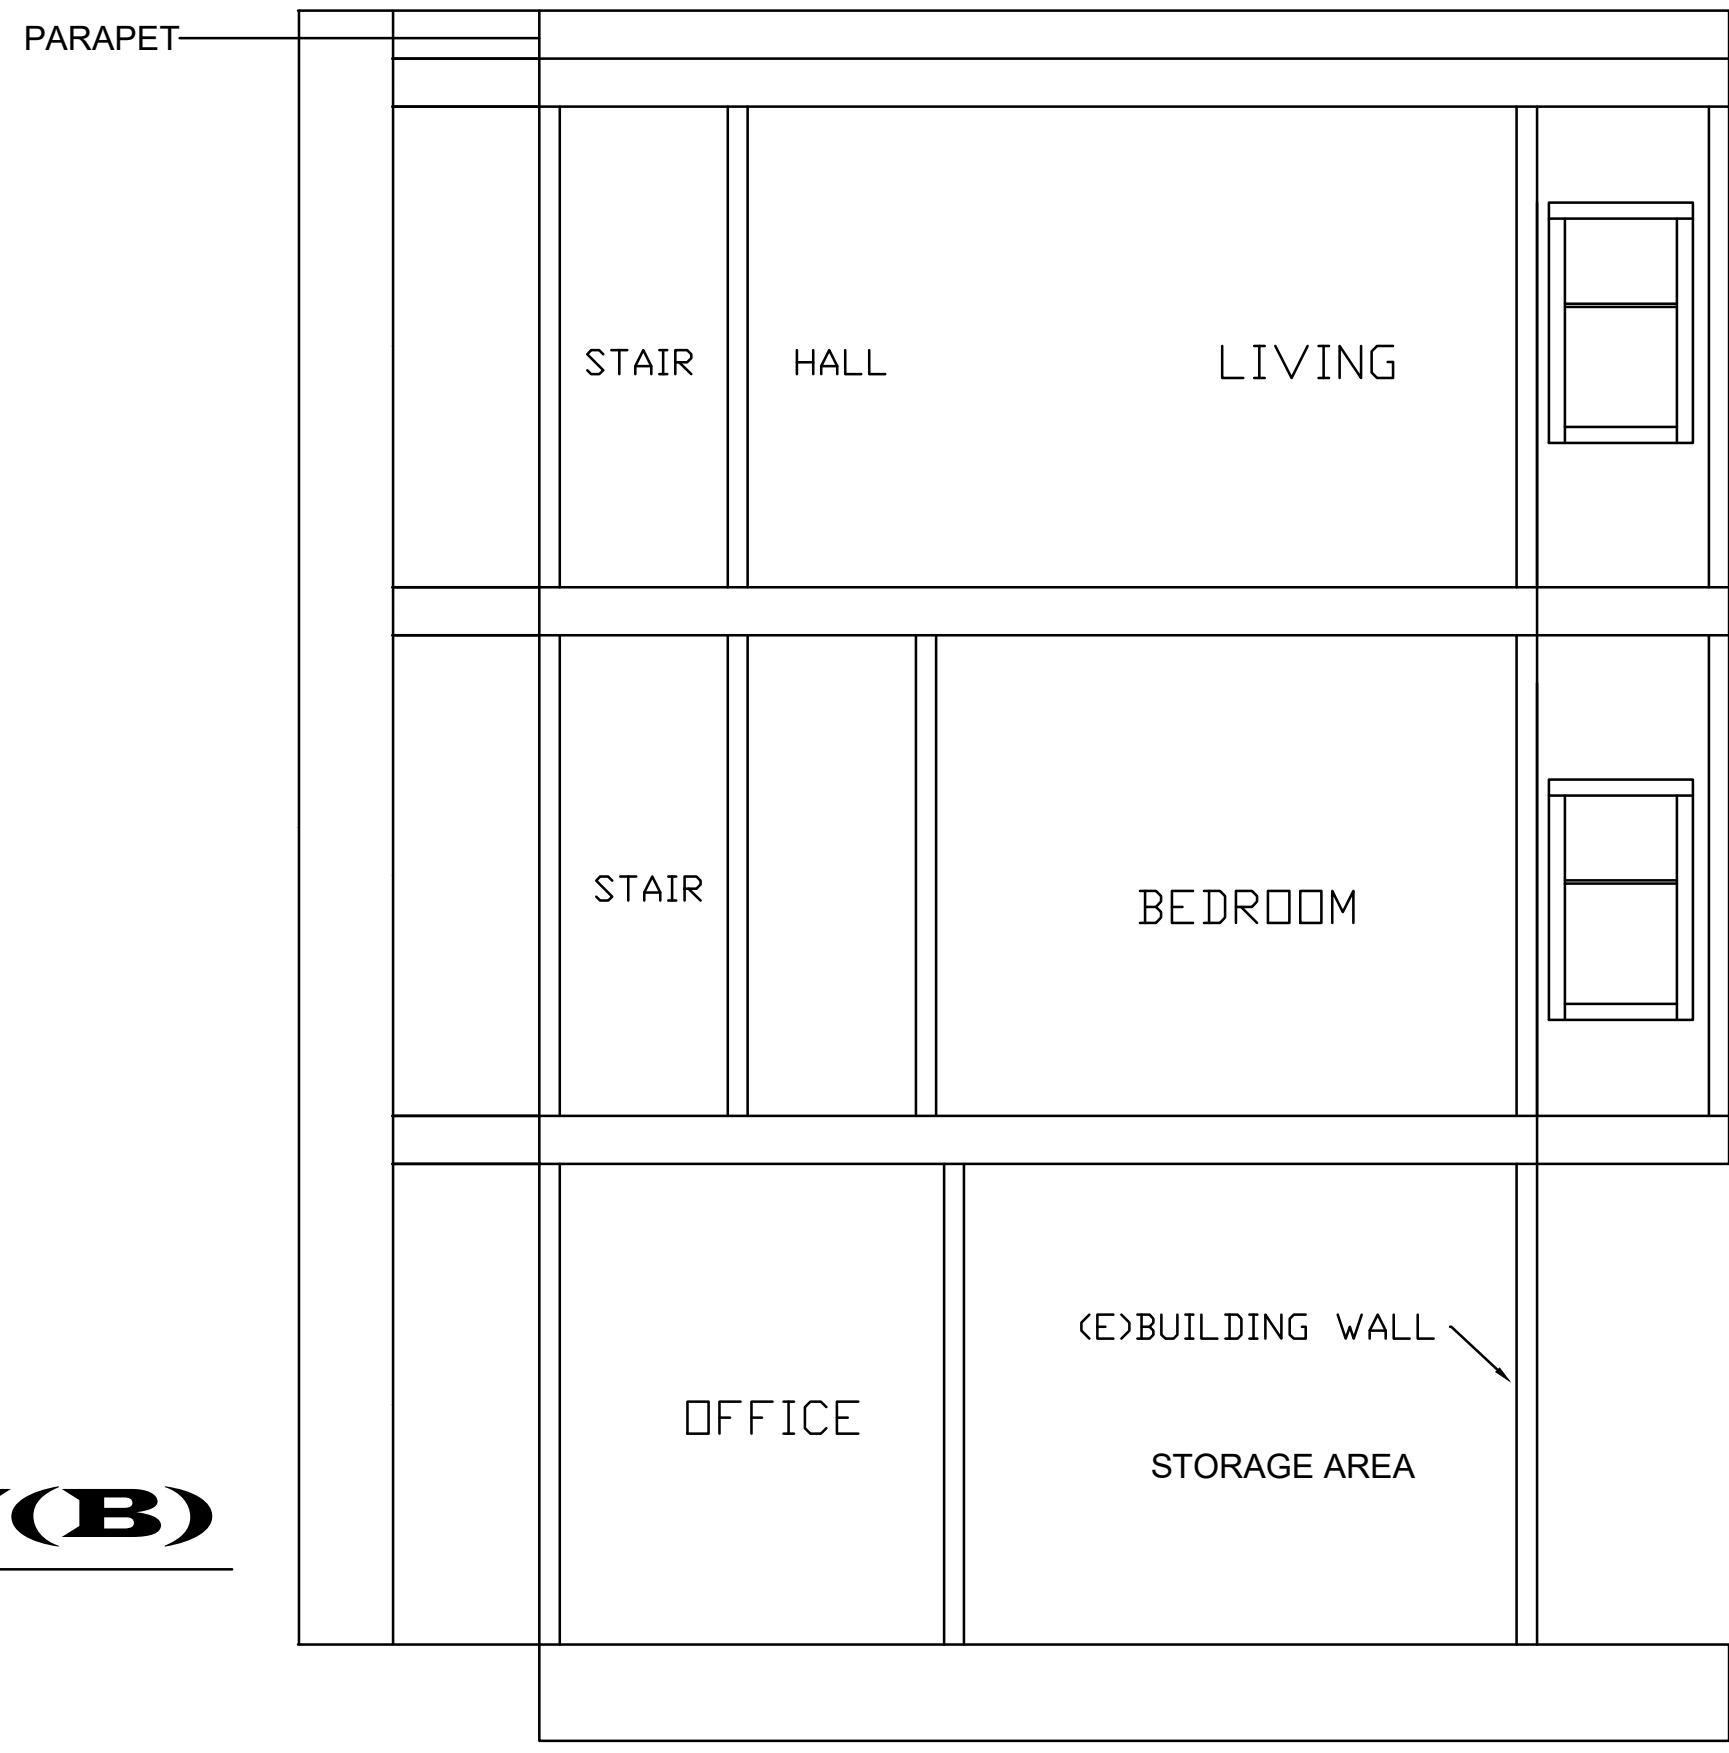 PARAPET
STAIR HALL LIVING
STAIR BEDROOM
(E)BUILDING WALL
OFFICE
STORAGE AREA
(B)